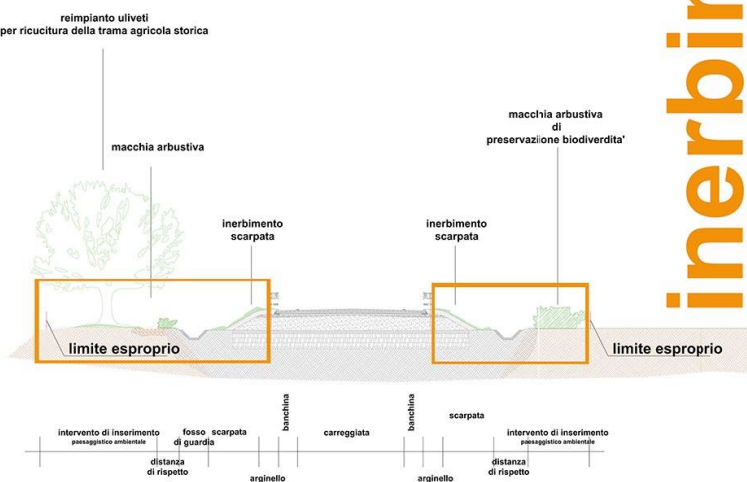 reimpianto uliveti
per ricucitura della trama agricola storica
macchia arbustiva
di
preservazione biodiverdita'
macchia arbustiva
inerbimento
scarpata
inerbimento
scarpata
inerbi
limite esproprio
limite esproprio
banchina
banchina
scarpata
intervento di inserimento
paesaggistico ambientale
fosso
di guardia
scarpata
carreggiata
intervento di inserimento
paesaggistico ambientale
distanza
di rispetto
distanza
di rispetto
arginello
arginello